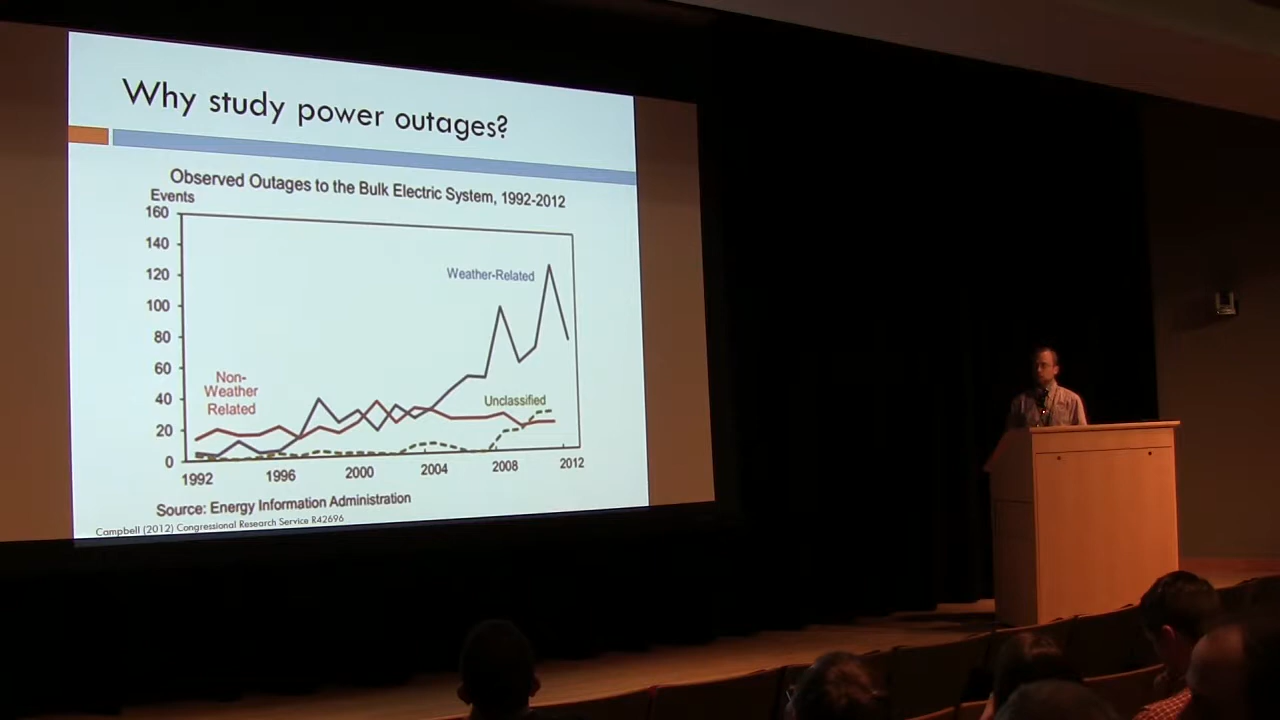 Why study power outages?
Observed Outages to the Bulk Electric System, 1992-2012
Events
160
140
120
100
80
60
40
20
0
Weather-Related
Non-
Weather
Related
Unclassified
1992 1996 2000 2004 2008 2012
Source: Energy Information Administration
Campbell (2012) Congressional Research Service R42696